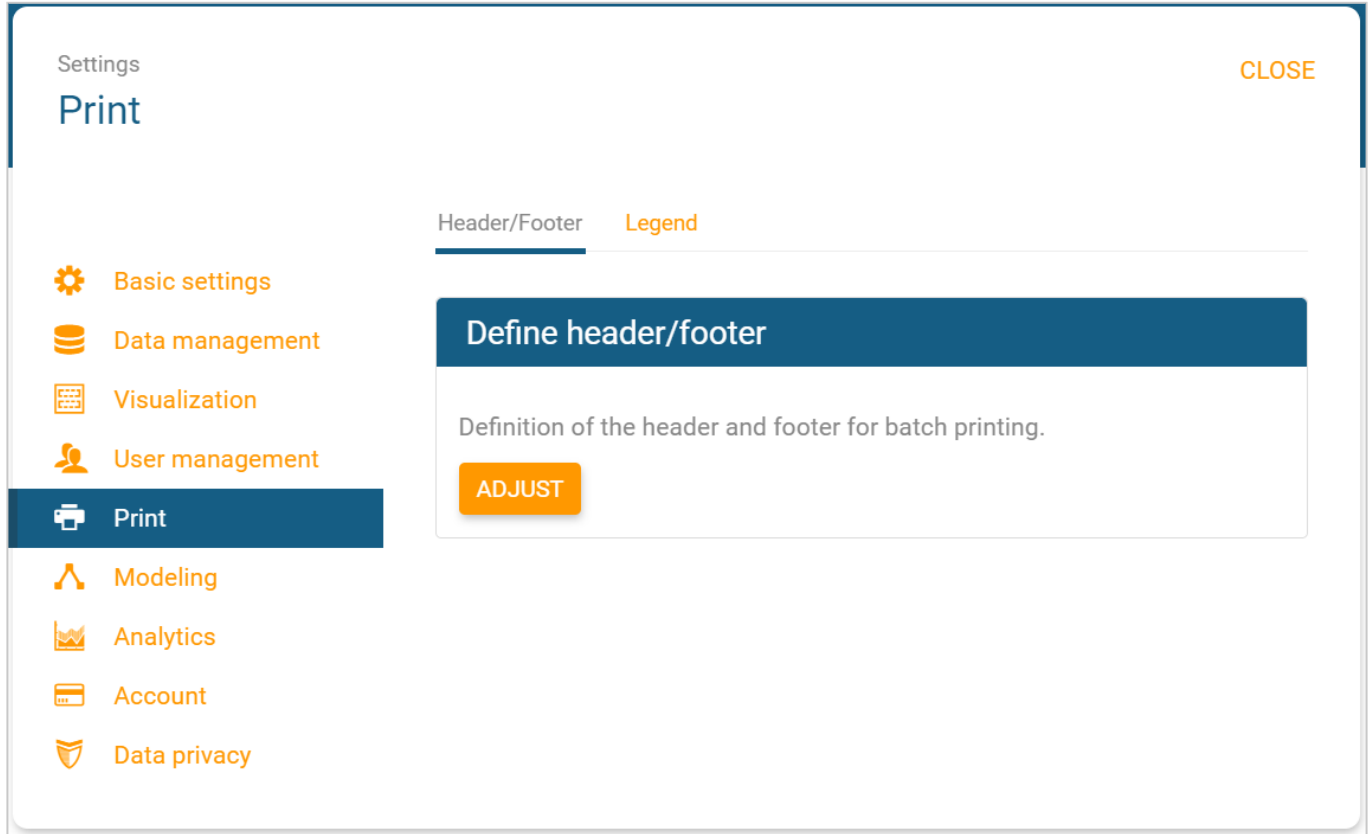 Settings
CLOSE
Print
Header/Footer Legend
Basic settings
Data management
Visualization
User management
Print
Modeling
Analytics
Account
Data privacy
Define header/footer
Definition of the header and footer for batch printing.
ADJUST